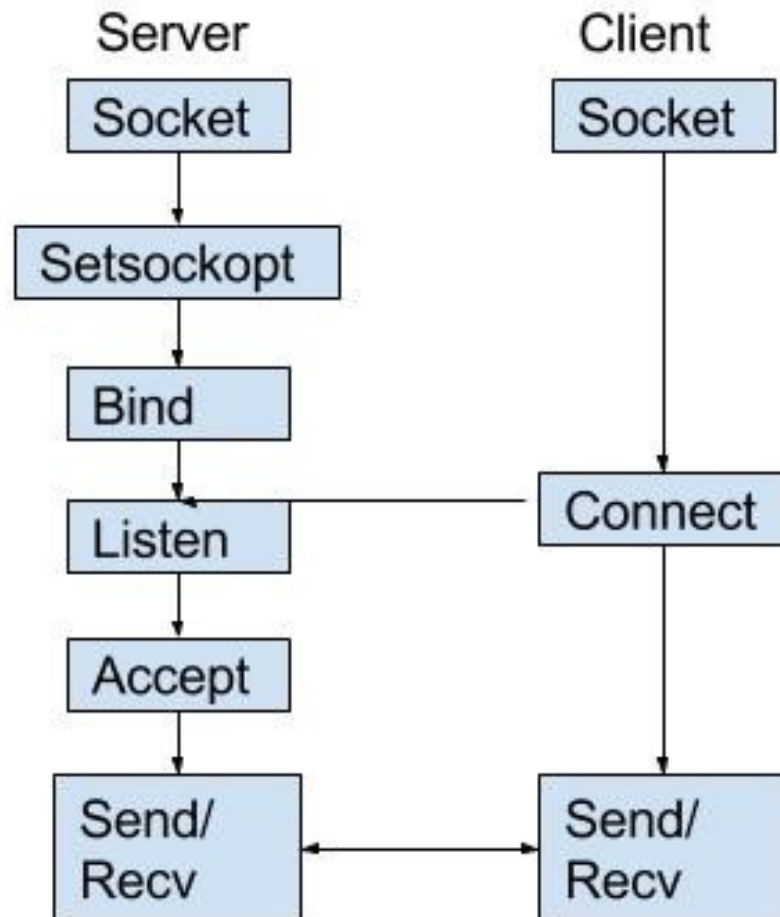 Server
Client
Socket
Socket
Setsockopt
Bind
Listen
Connect
Accept
Send/
Recv
Send/
Recv